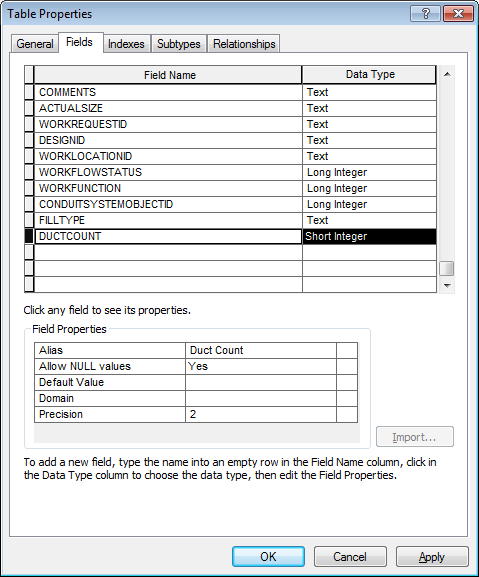 Table Properties
General Fields Indexes Subtypes Relationships
Field Name Data Type
COMMENTS Text
ACTUALSIZE Text
WORKREQUESTID Text
DESIGNID Text
WORKLOCATIONID Text
WORKFLOWSTATUS Long Integer
WORKFUNCTION Long Integer
CONDUITSYSTEMOBJECTID Long Integer
FILLTYPE Text
DUCTCOUNT Short Integer
Click any field to see its properties.
Field Properties
Alias Duct Count
Allow NULL values Yes
Default Value
Domain
Precision 2
Import...
To add a new field, type the name into an empty row in the Field Name column, click in
the Data Type column to choose the data type, then edit the Field Properties.
OK Cancel Apply